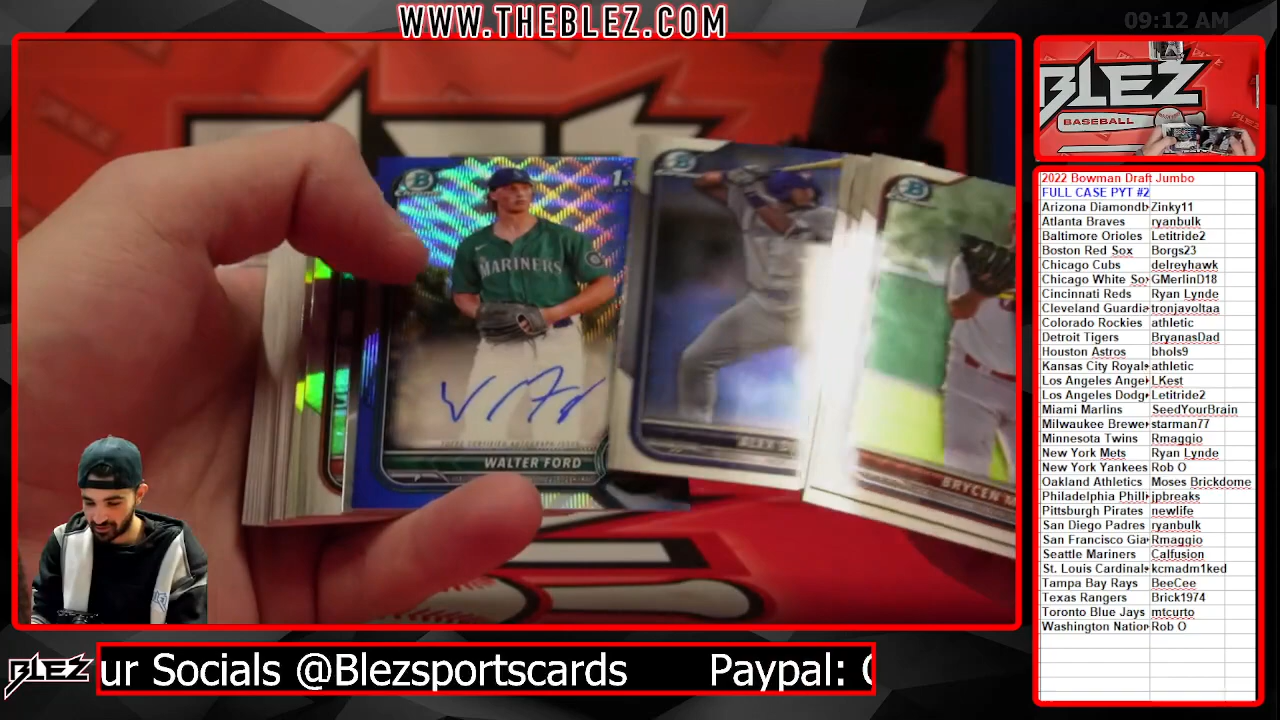 WWW.THEBLEZ.COM
09:12 AM
BLEZ
BASEBALL
2022 Bowman Draft Jumbo
FULL CASE PYT #2
Arizona Diamondb Zinky11
Atlanta Braves ryanbulk
Baltimore Orioles Letitride2
Boston Red Sox Borgs23
Chicago Cubs delreyhawk
Chicago White So GMerlinD18
Cincinnati Reds Ryan Lynde
Cleveland Guardia tronjavoltaa
Colorado Rockies athletic
Detroit Tigers BryanasDad
Houston Astros bhols9
Kansas City Royal athletic
Los Angeles Ange LKest
Los Angeles Dodg Letitride2
Miami Marlins SeedYourBrain
Milwaukee Brewe starman77
Minnesota Twins Rmaggio
New York Mets Ryan Lynde
New York Yankees Rob O
Oakland Athletics Moses Brickdome
Philadelphia Phill jpbreaks
Pittsburgh Pirates newlife
San Diego Padres ryanbulk
San Francisco Gia Rmaggio
Seattle Mariners Calfusion
St. Louis Cardinal kcmadm1ked
Tampa Bay Rays BeeCee
Texas Rangers Brick1974
Toronto Blue Jays mtcurto
Washington Nation Rob O
1
MARINERS
WALTER FORD
BRYCEN
BLEZ
ur Socials @Blezsportscards Paypal: